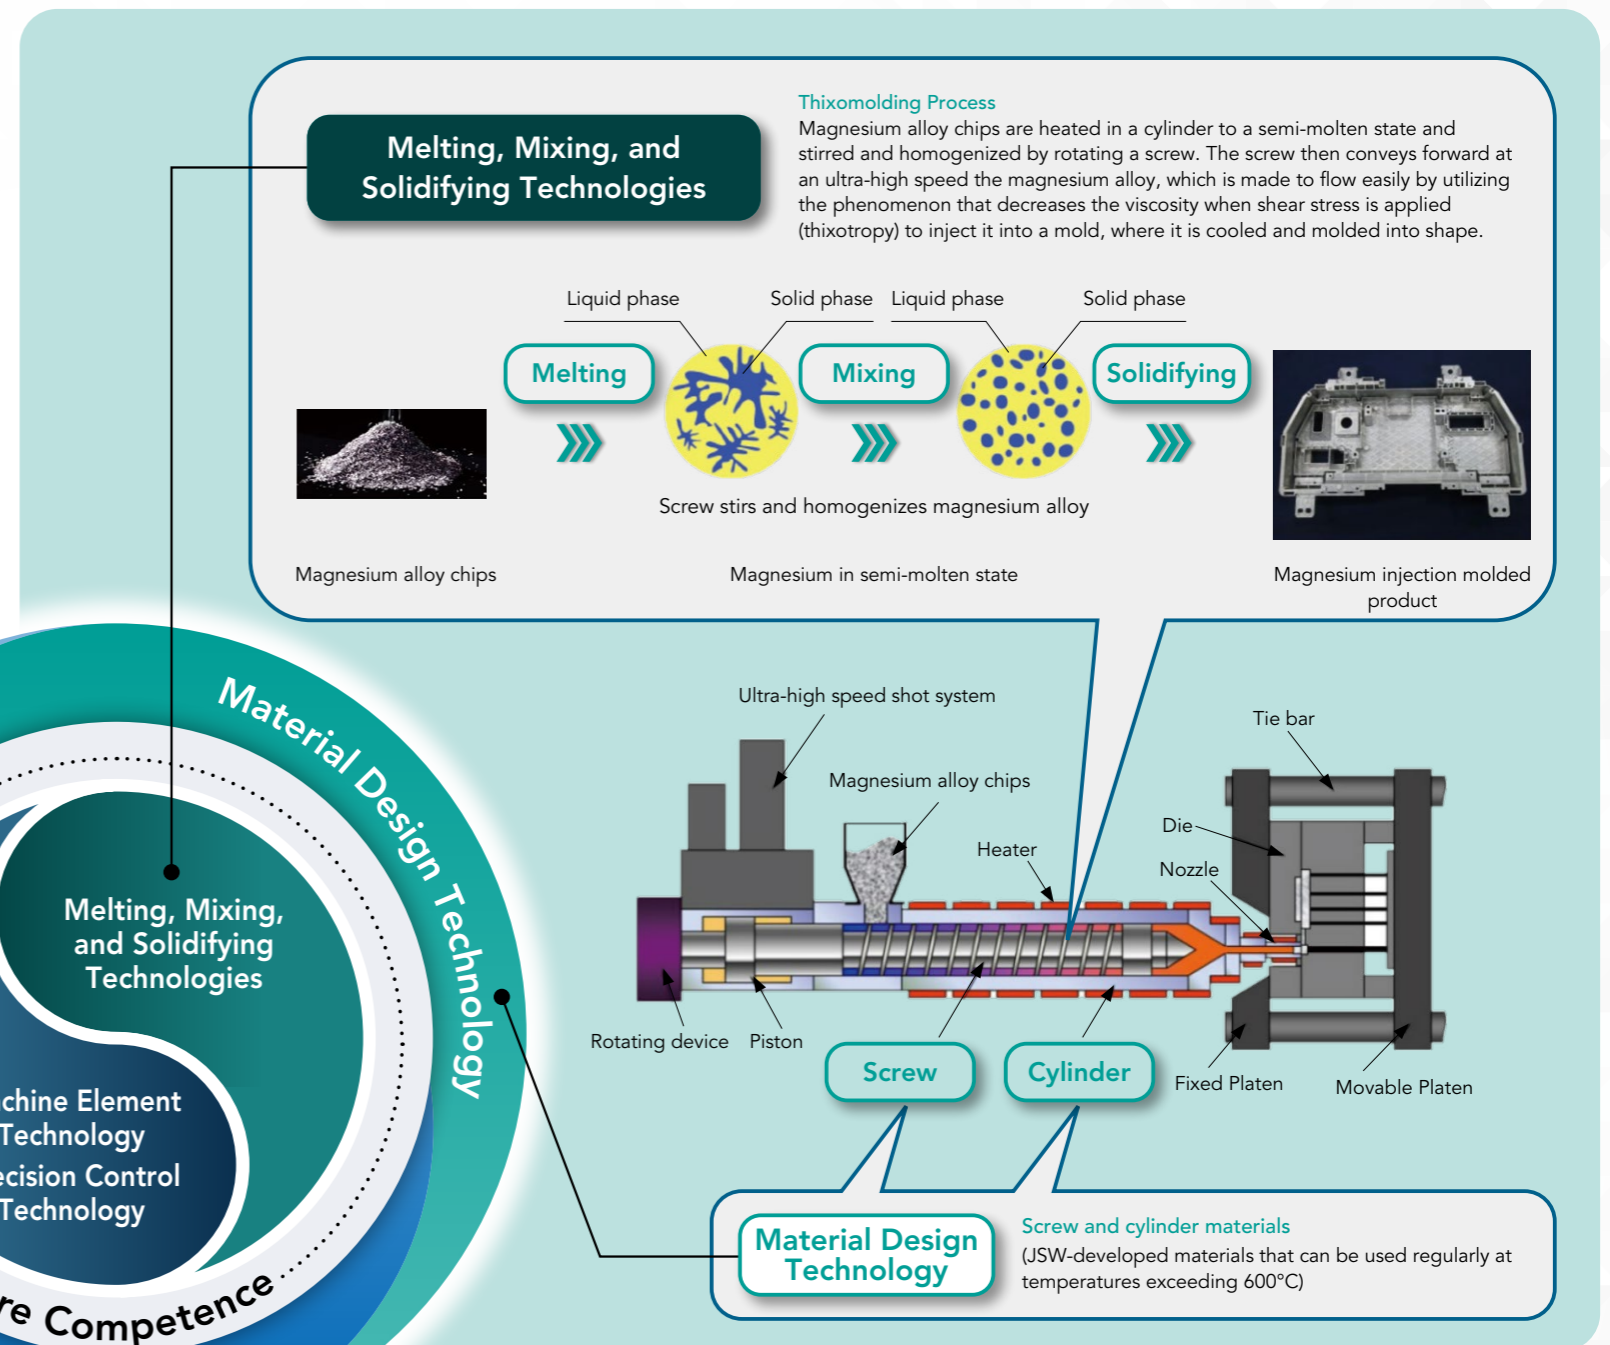 Melting, Mixing, and
Solidifying Technologies
Thixomolding Process
Magnesium alloy chips are heated in a cylinder to a semi-molten state and
stirred and homogenized by rotating a screw. The screw then conveys forward at
an ultra-high speed the magnesium alloy, which is made to flow easily by utilizing
the phenomenon that decreases the viscosity when shear stress is applied
(thixotropy) to inject it into a mold, where it is cooled and molded into shape.
Liquid phase
Solid phase
Liquid phase
Solid phase
Melting
Mixing
Solidifying
Screw stirs and homogenizes magnesium alloy
Magnesium alloy chips
Magnesium in semi-molten state
Magnesium injection molded
product
Material Design Technology
Melting, Mixing,
and Solidifying
Technologies
chine Element
Technology
ecision Control
Technology
re Competence
Ultra-high speed shot system
Magnesium alloy chips
Heater
Tie bar
Die
Nozzle
Rotating device
Piston
Screw
Cylinder
Fixed Platen
Movable Platen
Material Design
Technology
Screw and cylinder materials
(JSW-developed materials that can be used regularly at
temperatures exceeding 600°C)